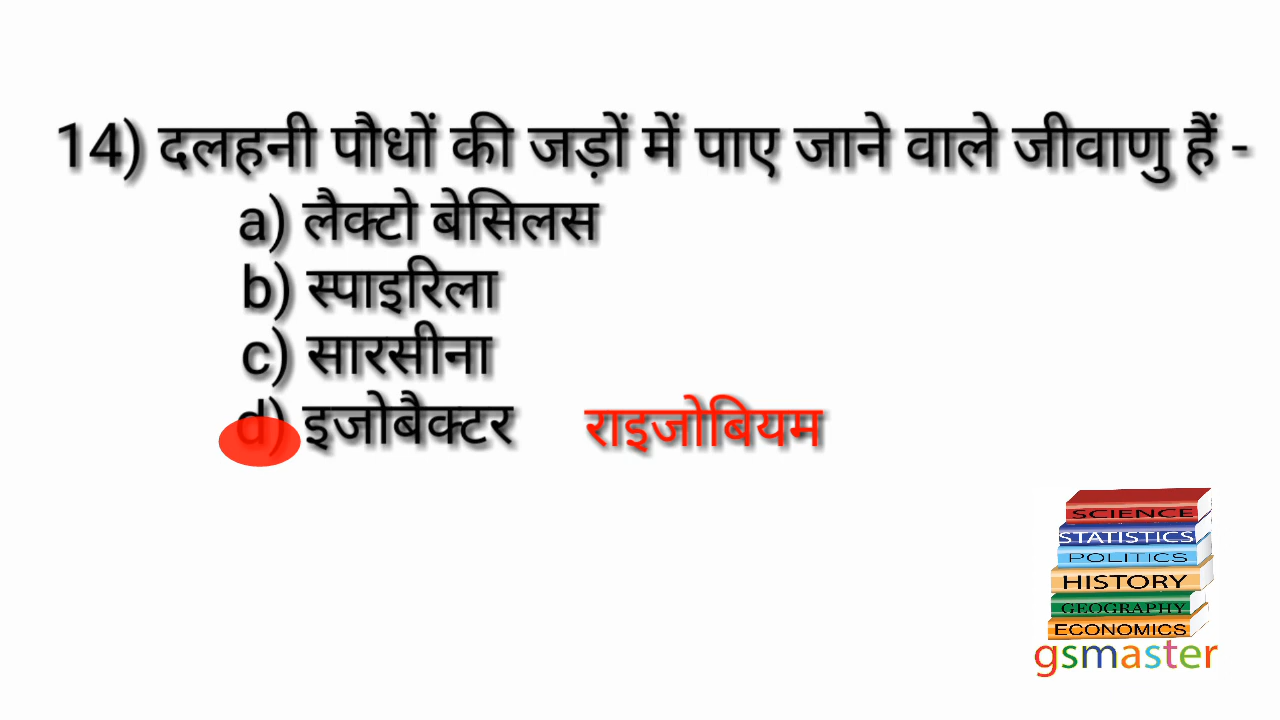 14) दलहनी पौधों की जड़ों में पाए जाने वाले जीवाणु हैं -
a) लैक्टो बेसिलस
b) स्पाइरिला
c) सारसीना
d) इजोबैक्टर राइजोबियम
SCIENCE
STATISTICS
POLITICS
HISTORY
GEOGRAPHY
ECONOMICS
gsmaster